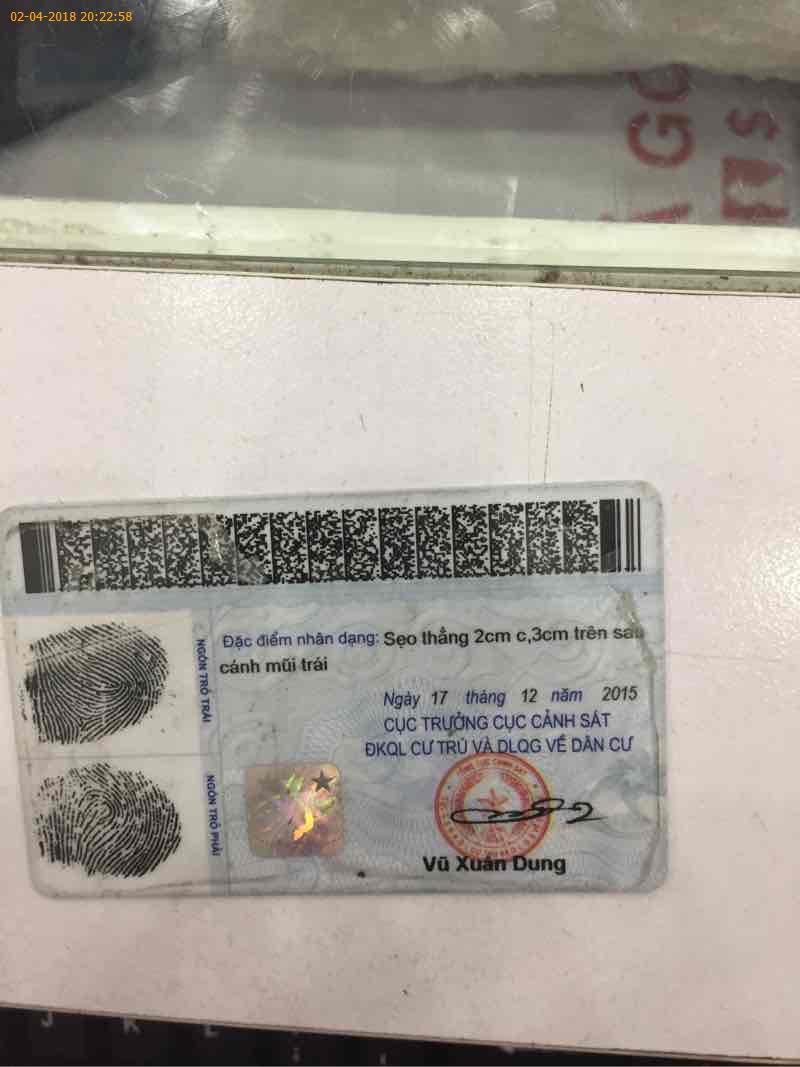 02-04-2018 20:22:58
GO
S
Đặc điểm nhân dạng: Sẹo thẳng 2cm c,3cm trên sau
cánh mũi trái
NGÓN TRỎ TRÁI
Ngày 17 tháng 12 năm 2015
CỤC TRƯỞNG CỤC CẢNH SÁT
ĐKQL CƯ TRÚ VÀ DLQG VỀ DÂN CƯ
NGÓN TRỎ PHẢI
Vũ Xuân Dung
J K L